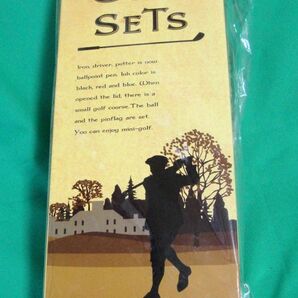 SETS
Iron, driver, putter is now
ballpoint pen. Ink color is
black, red and blue. When
opened the lid, there is a
small golf course. The ball
and the pinflag are set.
You can enjoy mini-golf.